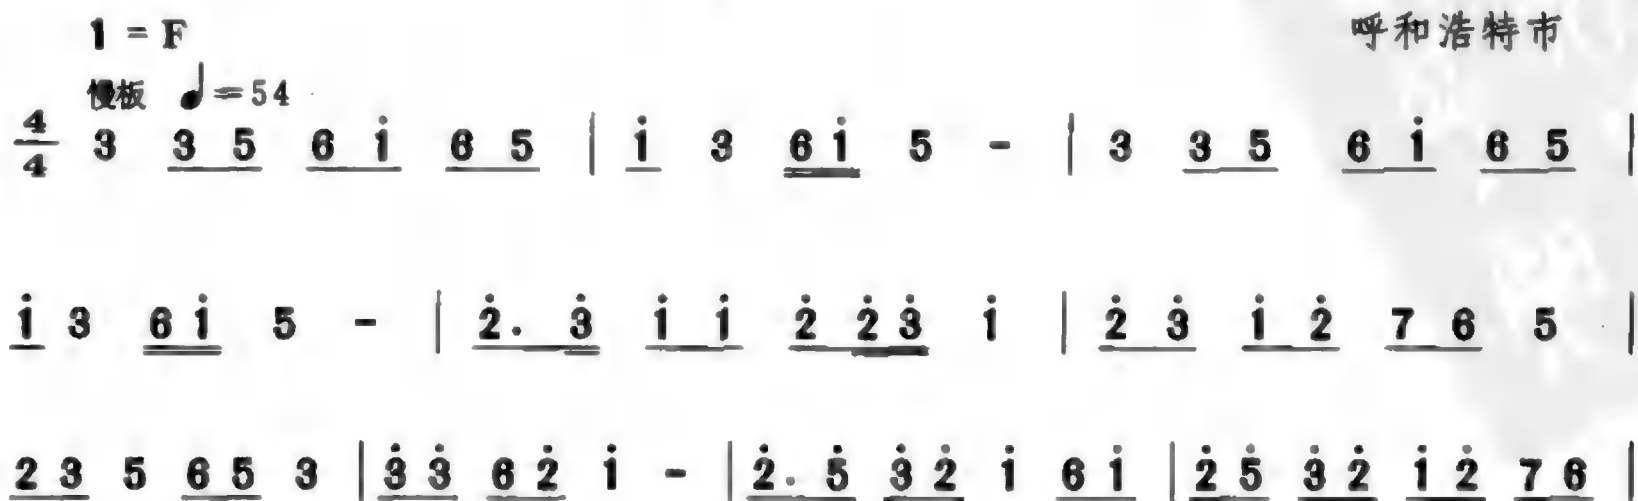 1 = F
呼和浩特市
慢板 ♩=54
4/4 3 3 5 6 i̇ 6 5 | i̇ 3 6 i̇ 5 - | 3 3 5 6 i̇ 6 5 |
i̇ 3 6 i̇ 5 - | 2̇. 3̇ i̇ i̇ 2̇ 2̇ 3̇ i̇ | 2̇ 3̇ i̇ 2̇ 7 6 5 |
2 3 5 6 5 3 | 3̇ 3̇ 6 2̇ i̇ - | 2̇. 5̇ 3̇ 2̇ i̇ 6 i̇ | 2̇ 5̇ 3̇ 2̇ i̇ 2̇ 7 6 |